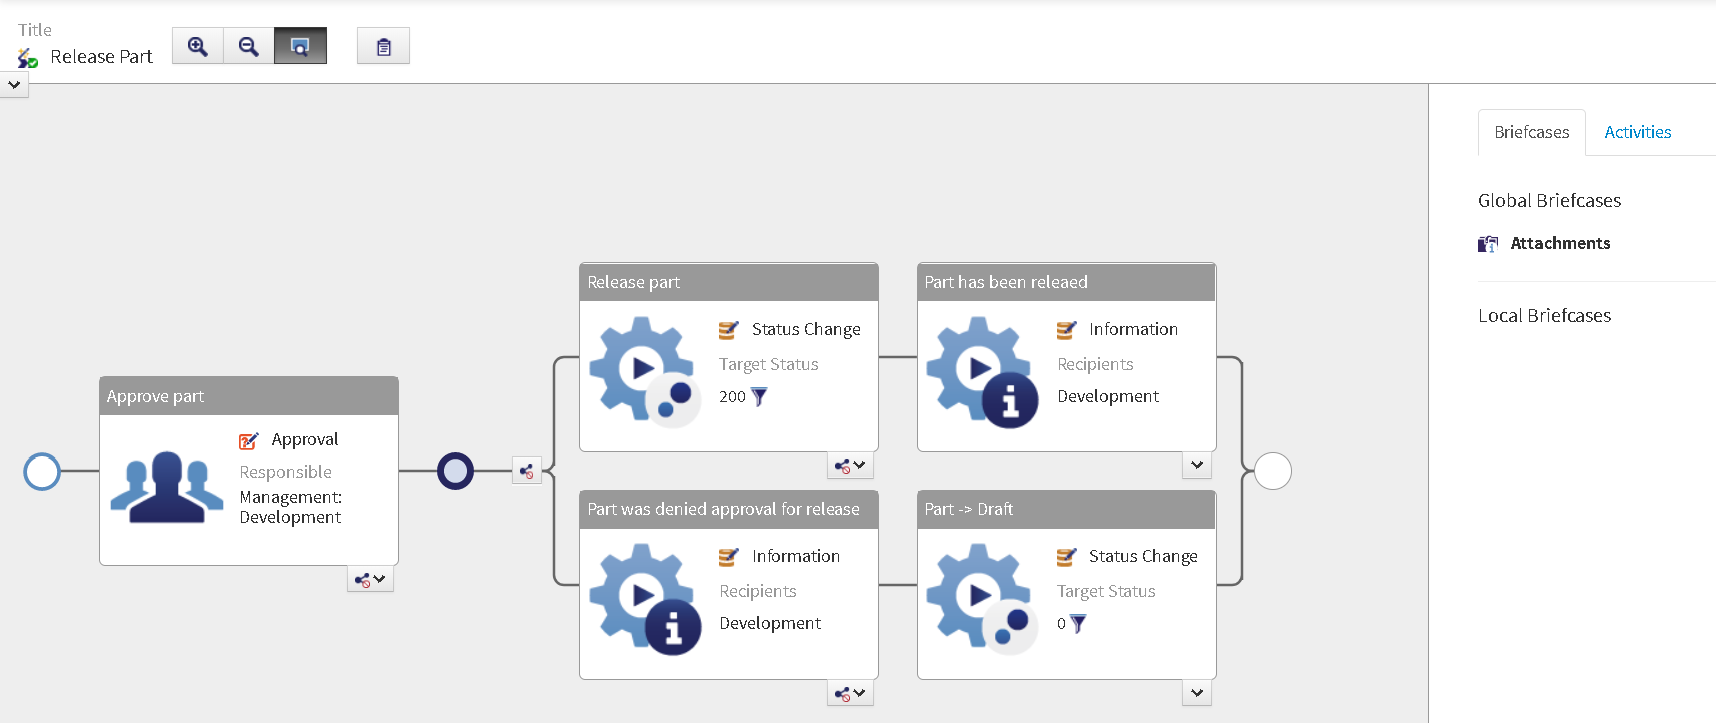 Title
Release Part
Briefcases
Activities
Global Briefcases
Attachments
Local Briefcases
Approve part
Approval
Responsible
Management:
Development
Release part
Status Change
Target Status
200
Part has been releaed
Information
Recipients
Development
Part was denied approval for release
Information
Recipients
Development
Part -> Draft
Status Change
Target Status
0